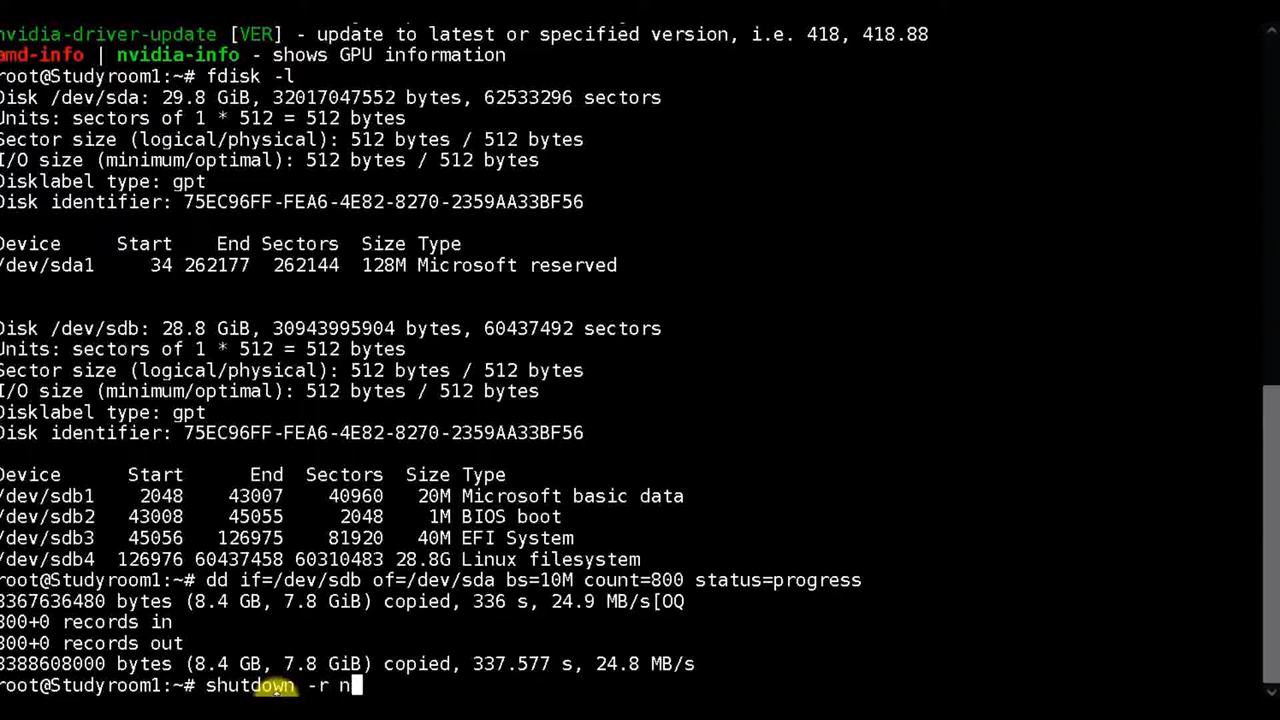 nvidia-driver-update [VER] - update to latest or specified version, i.e. 418, 418.88
amd-info | nvidia-info - shows GPU information
root@Studyroom1:~# fdisk -l
Disk /dev/sda: 29.8 GiB, 32017047552 bytes, 62533296 sectors
Units: sectors of 1 * 512 = 512 bytes
Sector size (logical/physical): 512 bytes / 512 bytes
I/O size (minimum/optimal): 512 bytes / 512 bytes
Disklabel type: gpt
Disk identifier: 75EC96FF-FEA6-4E82-8270-2359AA33BF56
Device Start End Sectors Size Type
/dev/sda1 34 262177 262144 128M Microsoft reserved
Disk /dev/sdb: 28.8 GiB, 30943995904 bytes, 60437492 sectors
Units: sectors of 1 * 512 = 512 bytes
Sector size (logical/physical): 512 bytes / 512 bytes
I/O size (minimum/optimal): 512 bytes / 512 bytes
Disklabel type: gpt
Disk identifier: 75EC96FF-FEA6-4E82-8270-2359AA33BF56
Device Start End Sectors Size Type
/dev/sdb1 2048 43007 40960 20M Microsoft basic data
/dev/sdb2 43008 45055 2048 1M BIOS boot
/dev/sdb3 45056 126975 81920 40M EFI System
/dev/sdb4 126976 60437458 60310483 28.8G Linux filesystem
root@Studyroom1:~# dd if=/dev/sdb of=/dev/sda bs=10M count=800 status=progress
8367636480 bytes (8.4 GB, 7.8 GiB) copied, 336 s, 24.9 MB/s[OQ
800+0 records in
800+0 records out
8388608000 bytes (8.4 GB, 7.8 GiB) copied, 337.577 s, 24.8 MB/s
root@Studyroom1:~# shutdown -r n